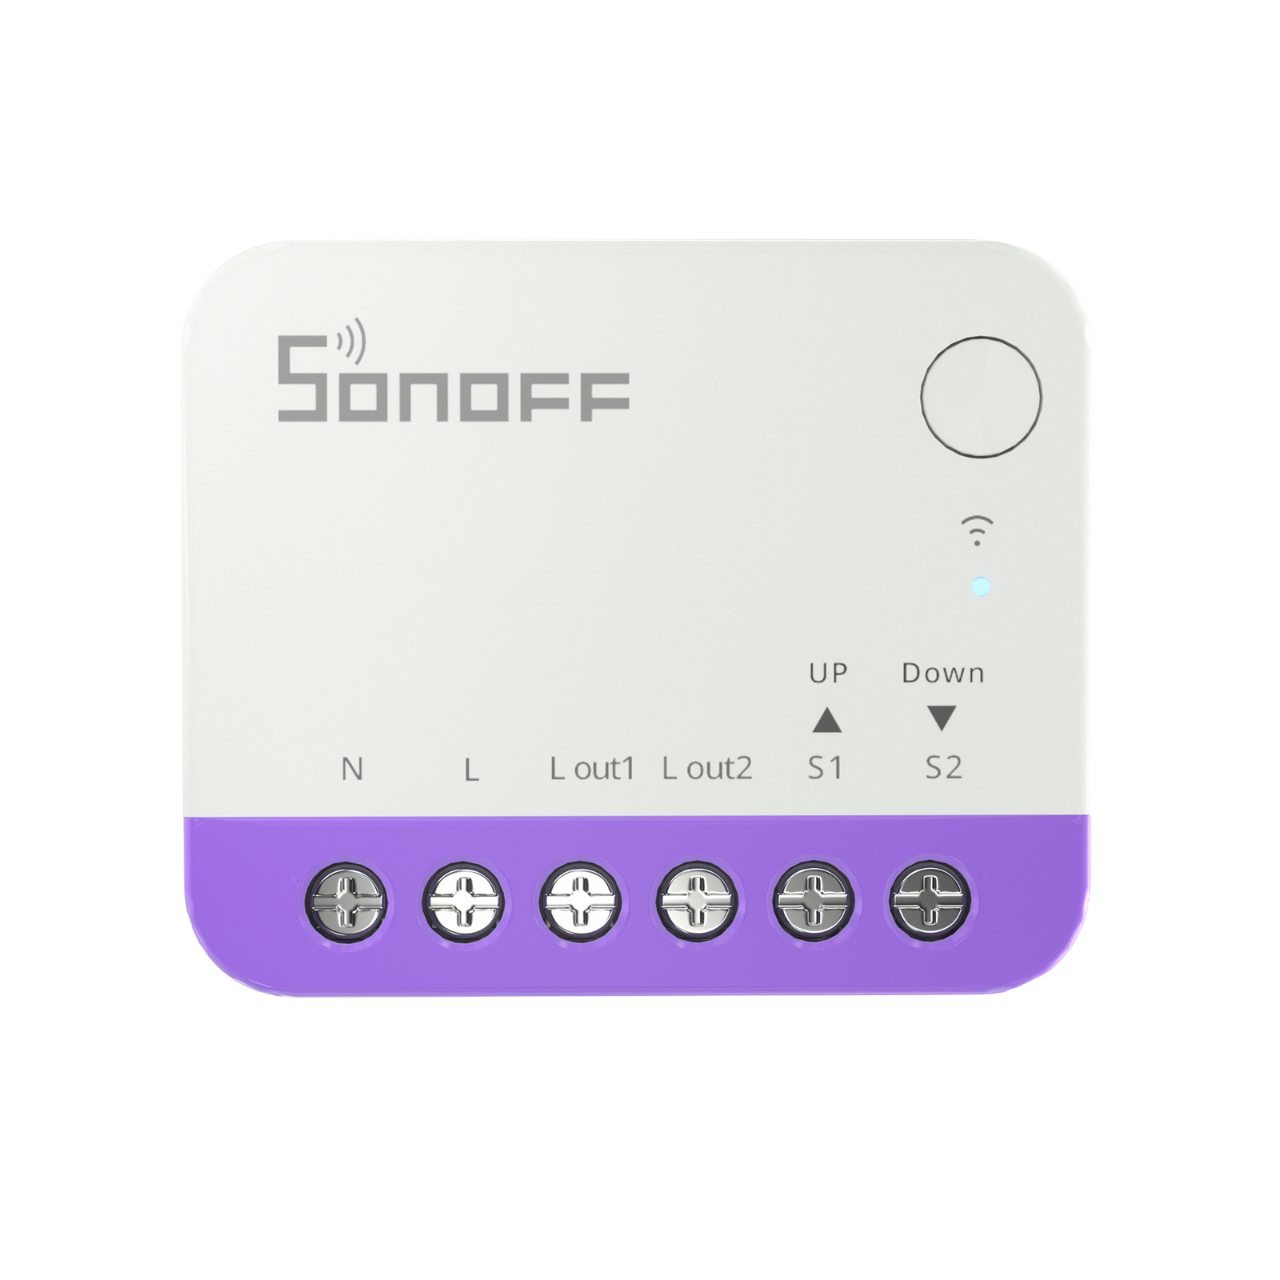 SONOFF
UP Down
N L L out1 L out2 S1 S2